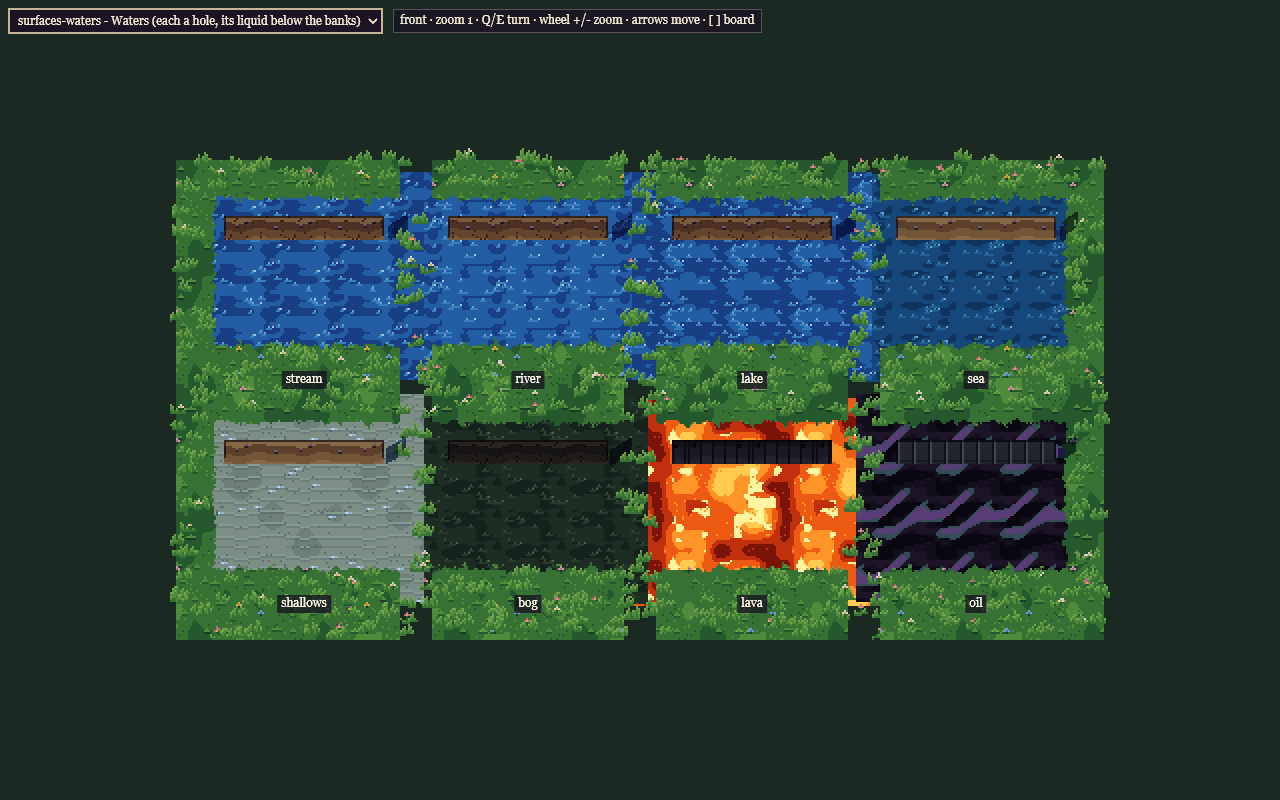 surfaces-waters - Waters (each a hole, its liquid below the banks)
front · zoom 1 · Q/E turn · wheel +/- zoom · arrows move · [ ] board
stream
river
lake
sea
shallows
bog
lava
oil